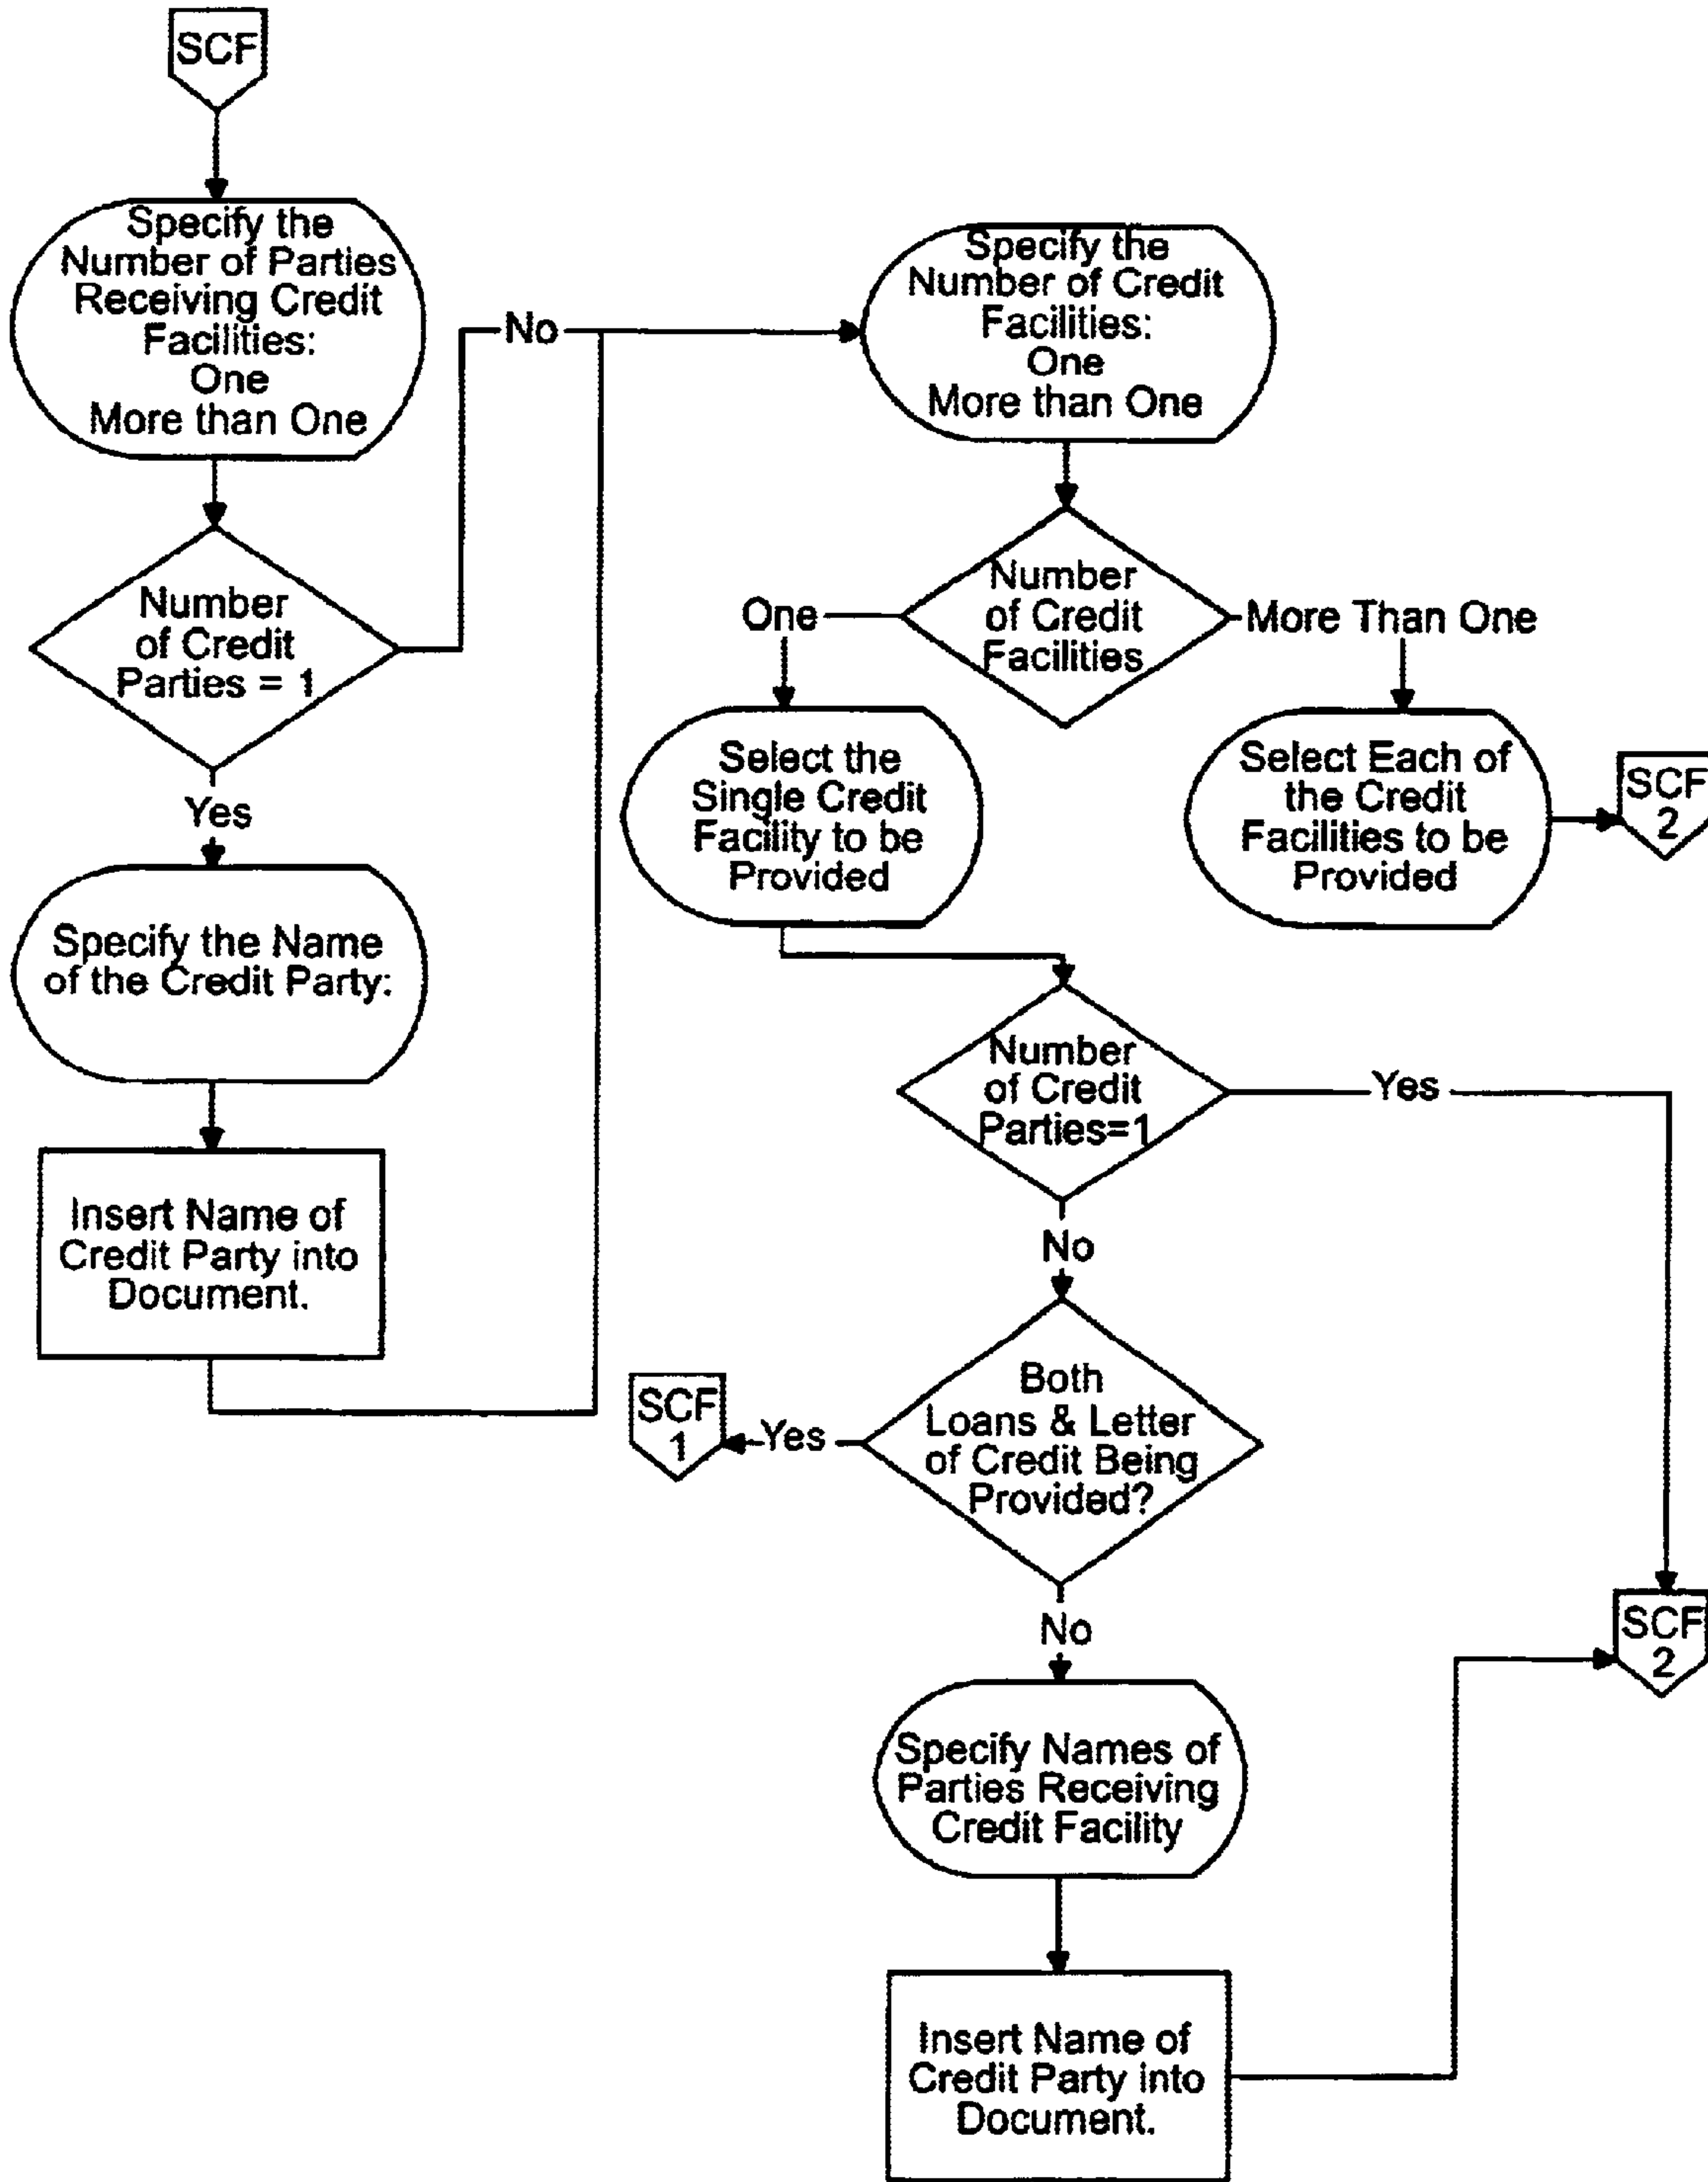 SCF
Specify the
Number of Parties
Receiving Credit
Facilities:
One
More than One
Number
of Credit
Parties = 1
No
Yes
Specify the Name
of the Credit Party:
Insert Name of
Credit Party into
Document.
Specify the
Number of Credit
Facilities:
One
More than One
Number
of Credit
Facilities
One
More Than One
Select the
Single Credit
Facility to be
Provided
Select Each of
the Credit
Facilities to be
Provided
SCF
2
Number
of Credit
Parties=1
Yes
No
Both
Loans & Letter
of Credit Being
Provided?
Yes
SCF
1
No
Specify Names of
Parties Receiving
Credit Facility
Insert Name of
Credit Party into
Document.
SCF
2